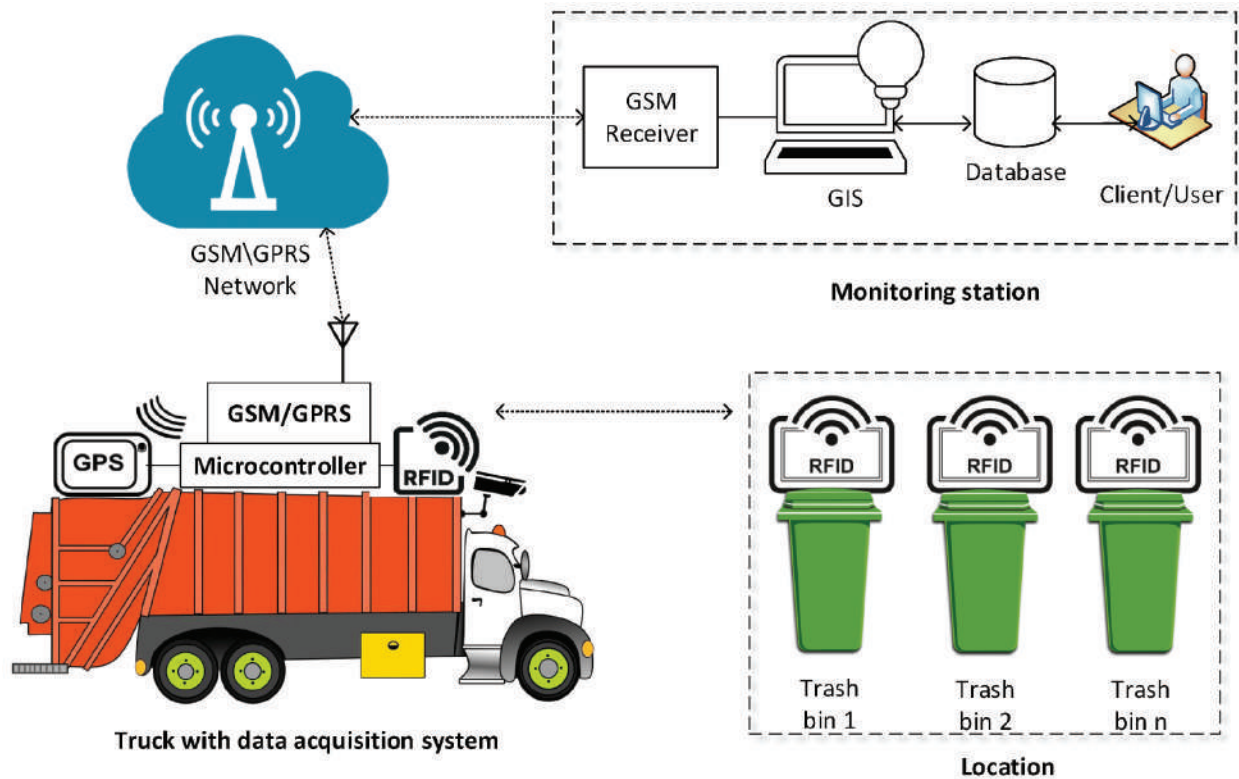 GSM
Receiver
GIS
Database
Client/User
Monitoring station
GSM\GPRS
Network
GSM/GPRS
GPS
Microcontroller
RFID
Truck with data acquisition system
RFID
RFID
RFID
Trash
bin 1
Trash
bin 2
Trash
bin n
Location